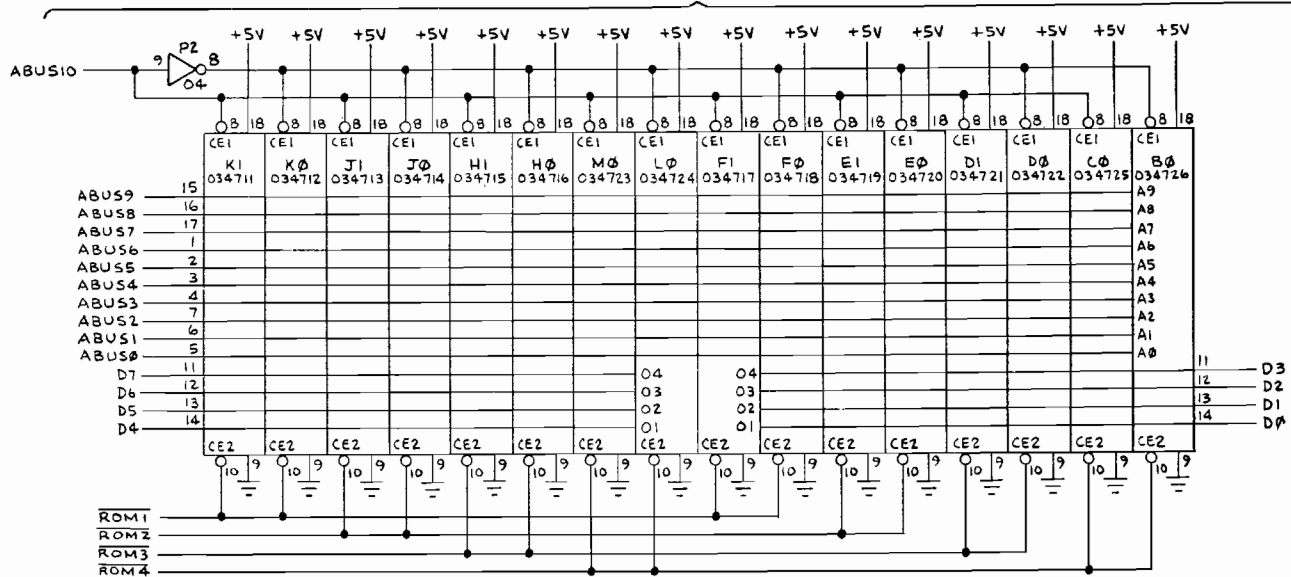 +5V +5V +5V +5V +5V +5V +5V +5V +5V +5V +5V +5V +5V +5V +5V +5V
P2
ABUS10 9 8
04
8 18 8 18 8 18 8 18 8 18 8 18 8 18 8 18 8 18 8 18 8 18 8 18 8 18 8 18 8 18 8 18
CE1 CE1 CE1 CE1 CE1 CE1 CE1 CE1 CE1 CE1 CE1 CE1 CE1 CE1 CE1 CE1
K1 KØ J1 JØ H1 HØ MØ LØ F1 FØ E1 EØ D1 DØ CØ BØ
034711 034712 034713 034714 034715 034716 034723 034724 034717 034718 034719 034720 034721 034722 034725 034726
ABUS9 15 A9
ABUS8 16 A8
ABUS7 17 A7
ABUS6 1 A6
ABUS5 2 A5
ABUS4 3 A4
ABUS3 4 A3
ABUS2 7 A2
ABUS1 6 A1
ABUSØ 5 AØ
D7 11 O4 O4 11 D3
D6 12 O3 O3 12 D2
D5 13 O2 O2 13 D1
D4 14 O1 O1 14 DØ
CE2 CE2 CE2 CE2 CE2 CE2 CE2 CE2 CE2 CE2 CE2 CE2 CE2 CE2 CE2 CE2
10 9 10 9 10 9 10 9 10 9 10 9 10 9 10 9 10 9 10 9 10 9 10 9 10 9 10 9 10 9 10 9
ROM1
ROM2
ROM3
ROM4